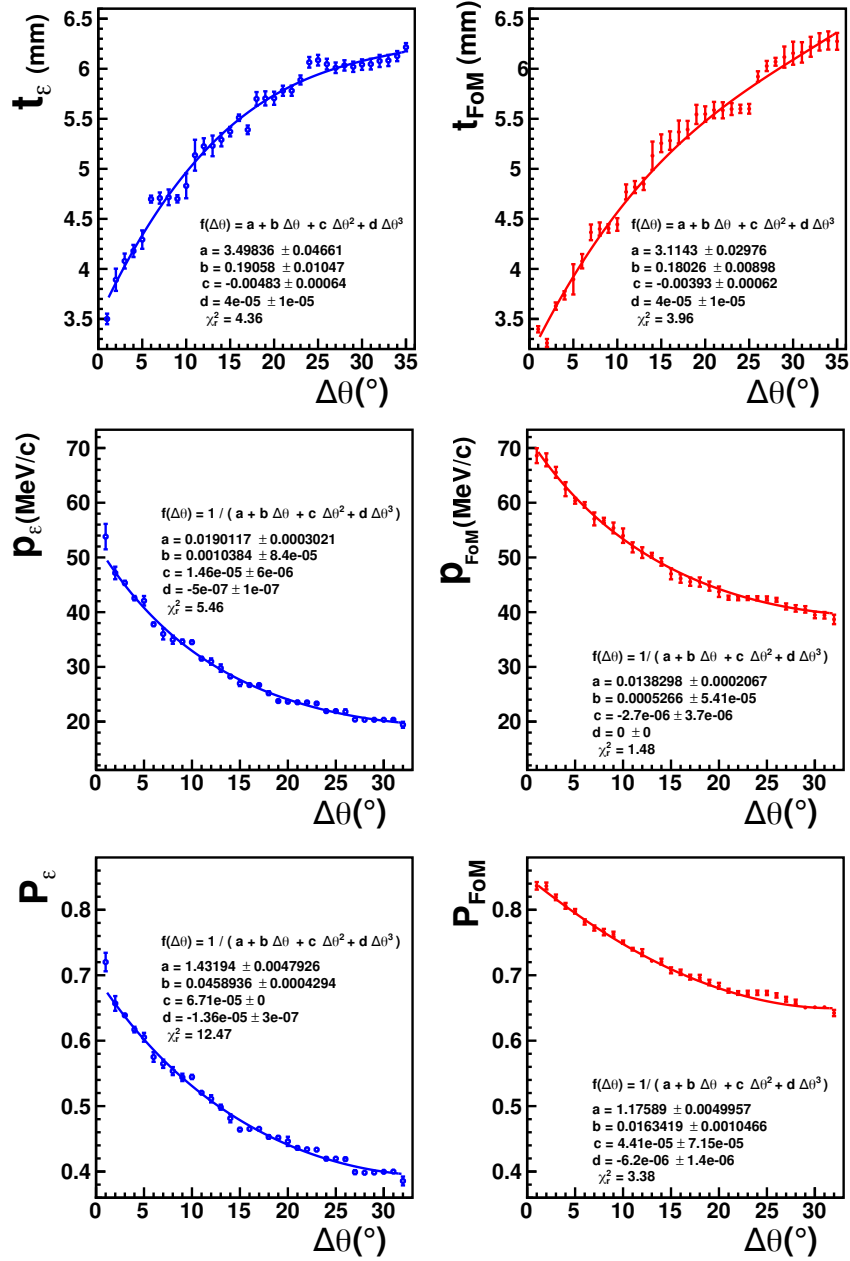 t_ε (mm)
6.5
6
5.5
5
4.5
4
3.5
f(Δθ) = a + b Δθ + c Δθ² + d Δθ³
a = 3.49836 ± 0.04661
b = 0.19058 ± 0.01047
c = -0.00483 ± 0.00064
d = 4e-05 ± 1e-05
χ²_r = 4.36
0 5 10 15 20 25 30 35
Δθ(°)
t_FoM (mm)
6.5
6
5.5
5
4.5
4
3.5
f(Δθ) = a + b Δθ + c Δθ² + d Δθ³
a = 3.1143 ± 0.02976
b = 0.18026 ± 0.00898
c = -0.00393 ± 0.00062
d = 4e-05 ± 1e-05
χ²_r = 3.96
0 5 10 15 20 25 30 35
Δθ(°)
p_ε (MeV/c)
70
60
50
40
30
20
f(Δθ) = 1 / ( a + b Δθ + c Δθ² + d Δθ³)
a = 0.0190117 ± 0.0003021
b = 0.0010384 ± 8.4e-05
c = 1.46e-05 ± 6e-06
d = -5e-07 ± 1e-07
χ²_r = 5.46
0 5 10 15 20 25 30
Δθ(°)
p_FoM (MeV/c)
70
60
50
40
30
20
f(Δθ) = 1/ ( a + b Δθ + c Δθ² + d Δθ³)
a = 0.0138298 ± 0.0002067
b = 0.0005266 ± 5.41e-05
c = -2.7e-06 ± 3.7e-06
d = 0 ± 0
χ²_r = 1.48
0 5 10 15 20 25 30
Δθ(°)
P_ε
0.8
0.7
0.6
0.5
0.4
f(Δθ) = 1 / ( a + b Δθ + c Δθ² + d Δθ³)
a = 1.43194 ± 0.0047926
b = 0.0458936 ± 0.0004294
c = 6.71e-05 ± 0
d = -1.36e-05 ± 3e-07
χ²_r = 12.47
0 5 10 15 20 25 30
Δθ(°)
P_FoM
0.8
0.7
0.6
0.5
0.4
f(Δθ) = 1/ ( a + b Δθ + c Δθ² + d Δθ³)
a = 1.17589 ± 0.0049957
b = 0.0163419 ± 0.0010466
c = 4.41e-05 ± 7.15e-05
d = -6.2e-06 ± 1.4e-06
χ²_r = 3.38
0 5 10 15 20 25 30
Δθ(°)